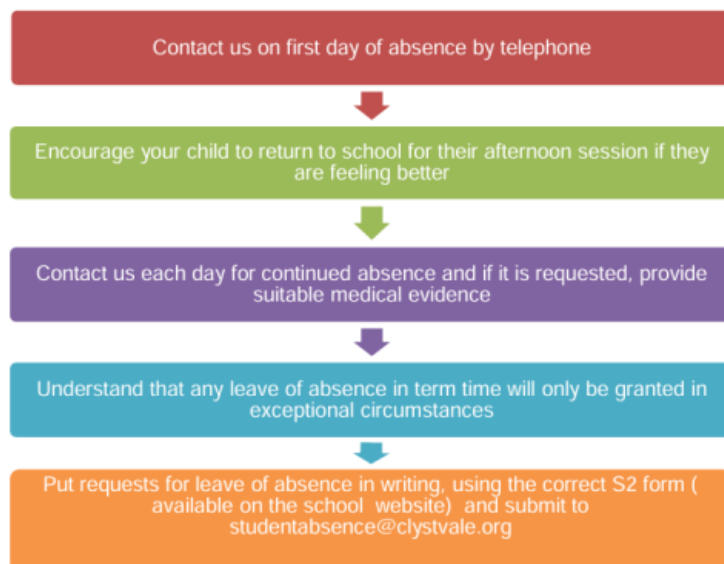 Contact us on first day of absence by telephone
Encourage your child to return to school for their afternoon session if they
are feeling better
Contact us each day for continued absence and if it is requested, provide
suitable medical evidence
Understand that any leave of absence in term time will only be granted in
exceptional circumstances
Put requests for leave of absence in writing, using the correct S2 form (
available on the school  website)  and submit to
studentabsence@clystvale.org